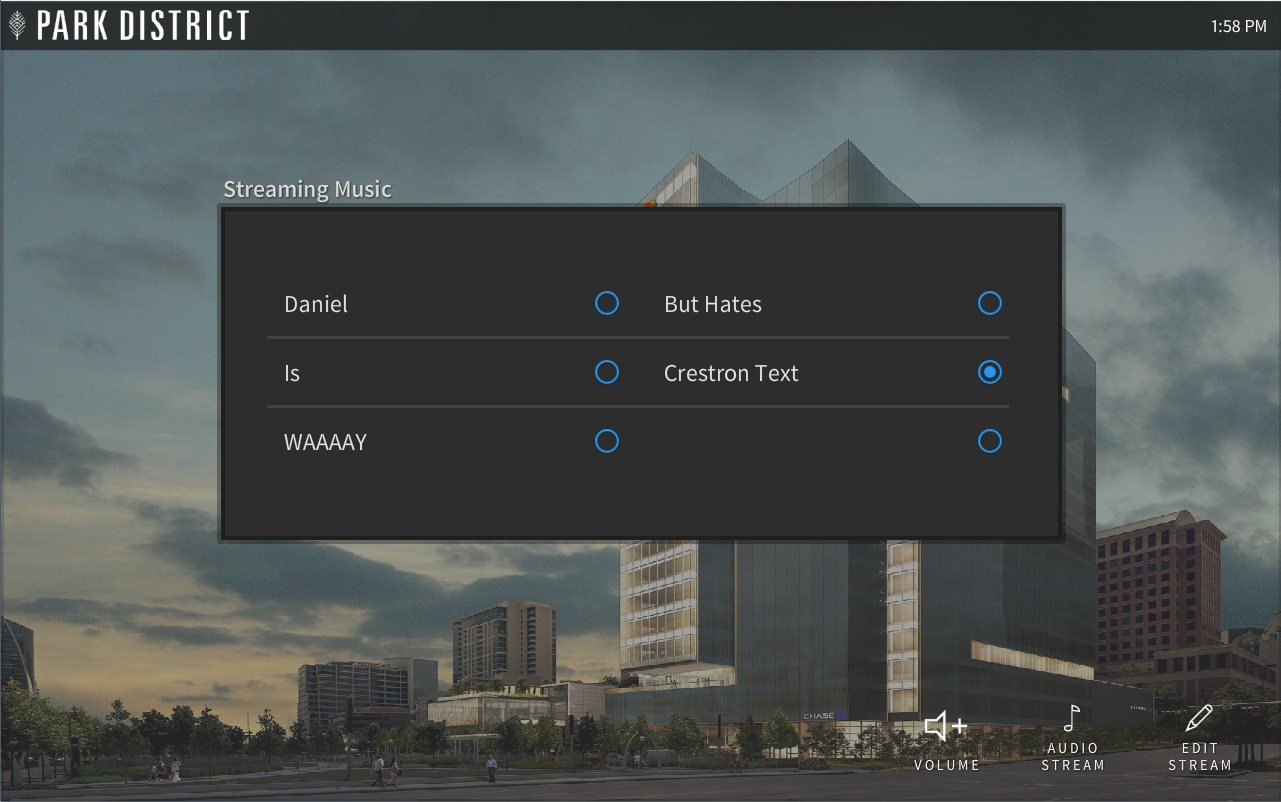 PARK DISTRICT
1:58 PM
Streaming Music
Daniel
But Hates
Is
Crestron Text
WAAAAY
CHASE
CHASE
VOLUME
AUDIO
STREAM
EDIT
STREAM